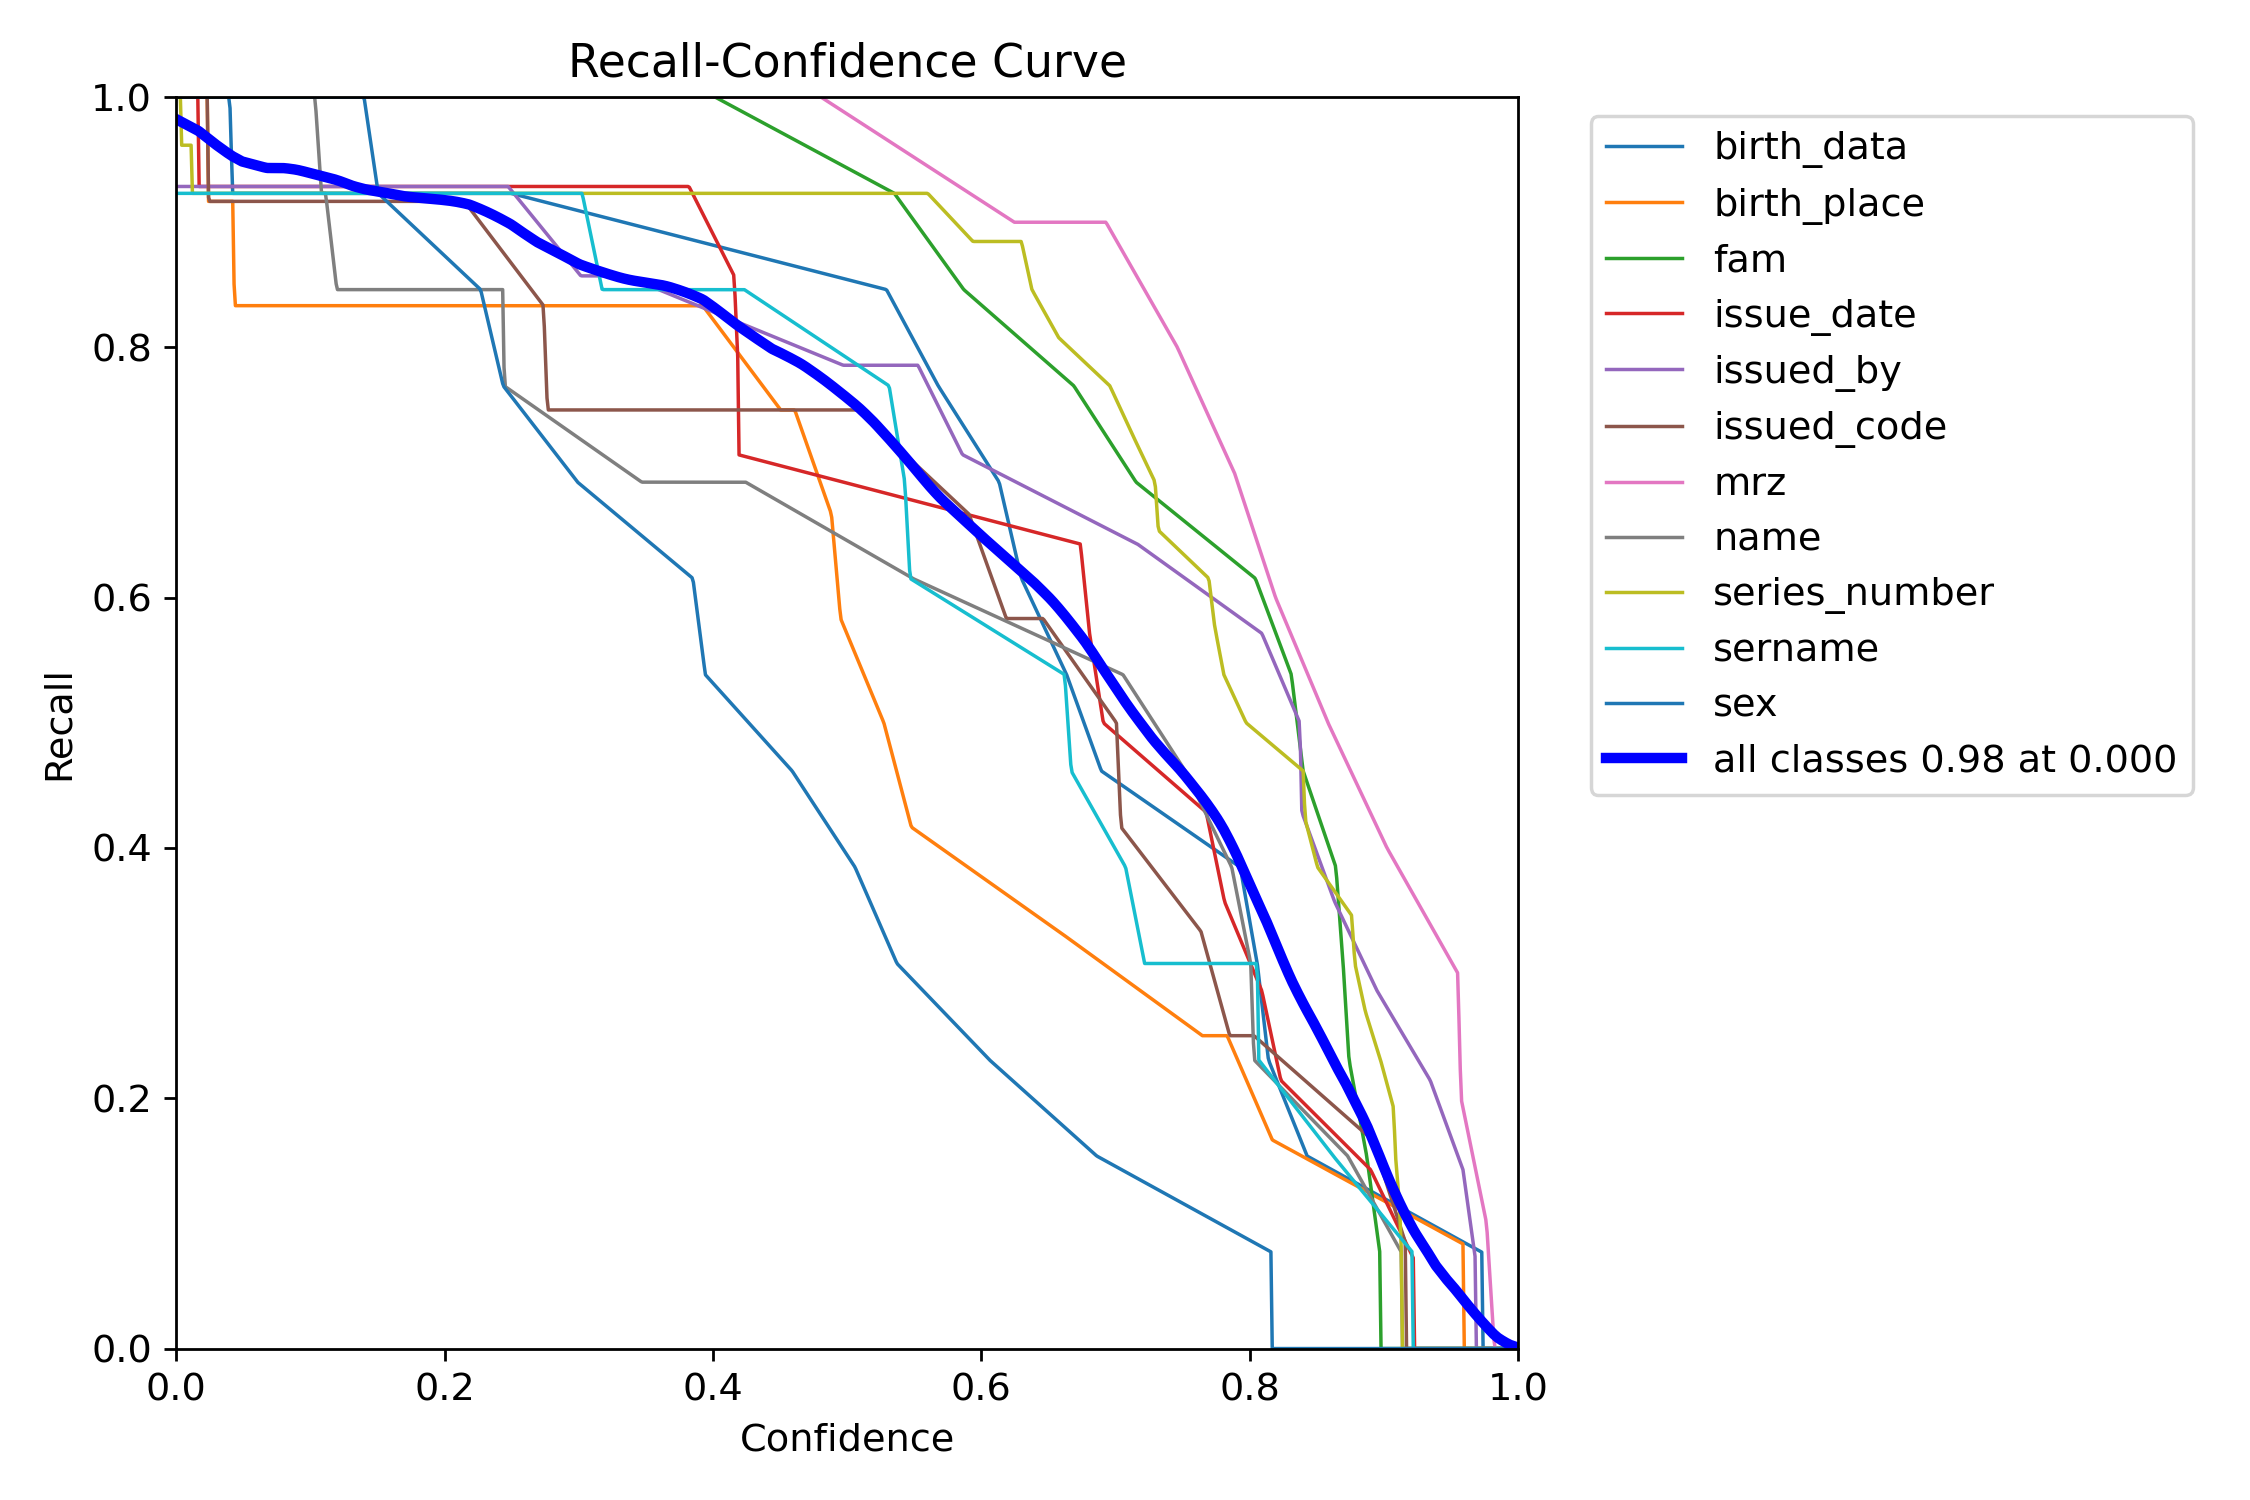 Recall-Confidence Curve
1.0
0.8
0.6
0.4
0.2
0.0
Recall
0.0 0.2 0.4 0.6 0.8 1.0
Confidence
birth_data
birth_place
fam
issue_date
issued_by
issued_code
mrz
name
series_number
sername
sex
all classes 0.98 at 0.000